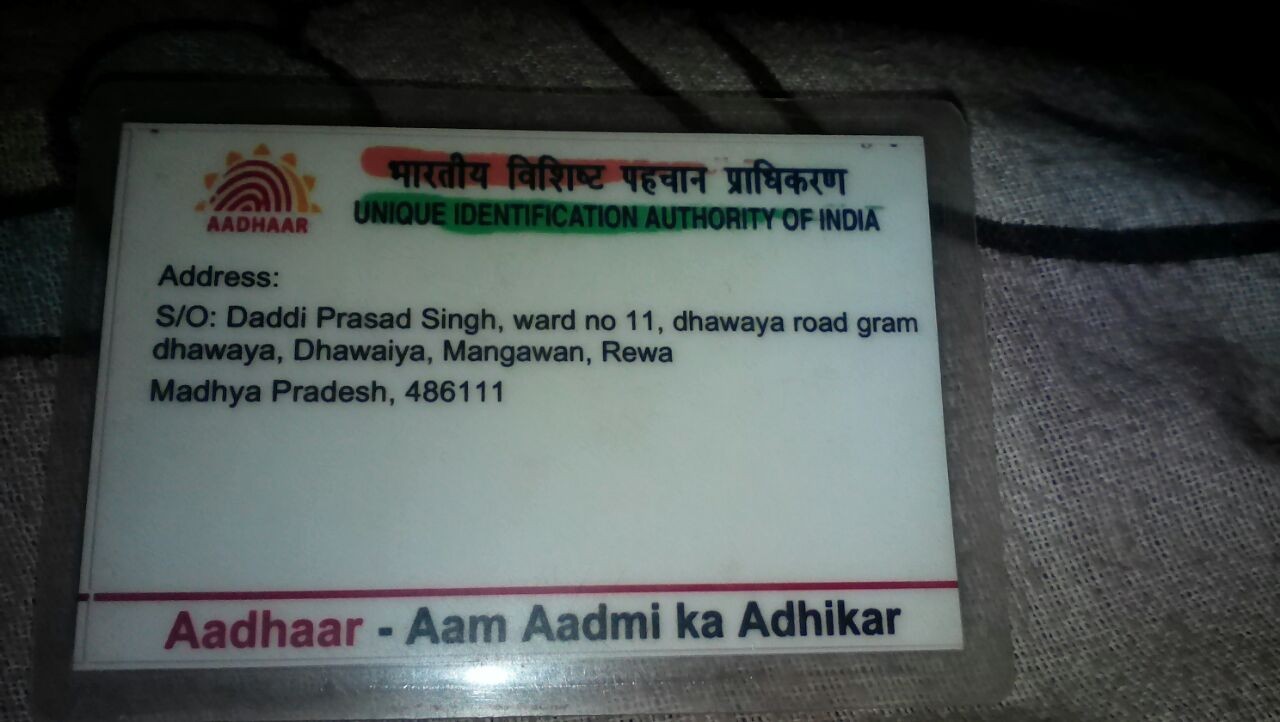 भारतीय विशिष्ट पहचान प्राधिकरण
AADHAAR
UNIQUE IDENTIFICATION AUTHORITY OF INDIA
Address:
S/O: Daddi Prasad Singh, ward no 11, dhawaya road gram
dhawaya, Dhawaiya, Mangawan, Rewa
Madhya Pradesh, 486111
Aadhaar - Aam Aadmi ka Adhikar